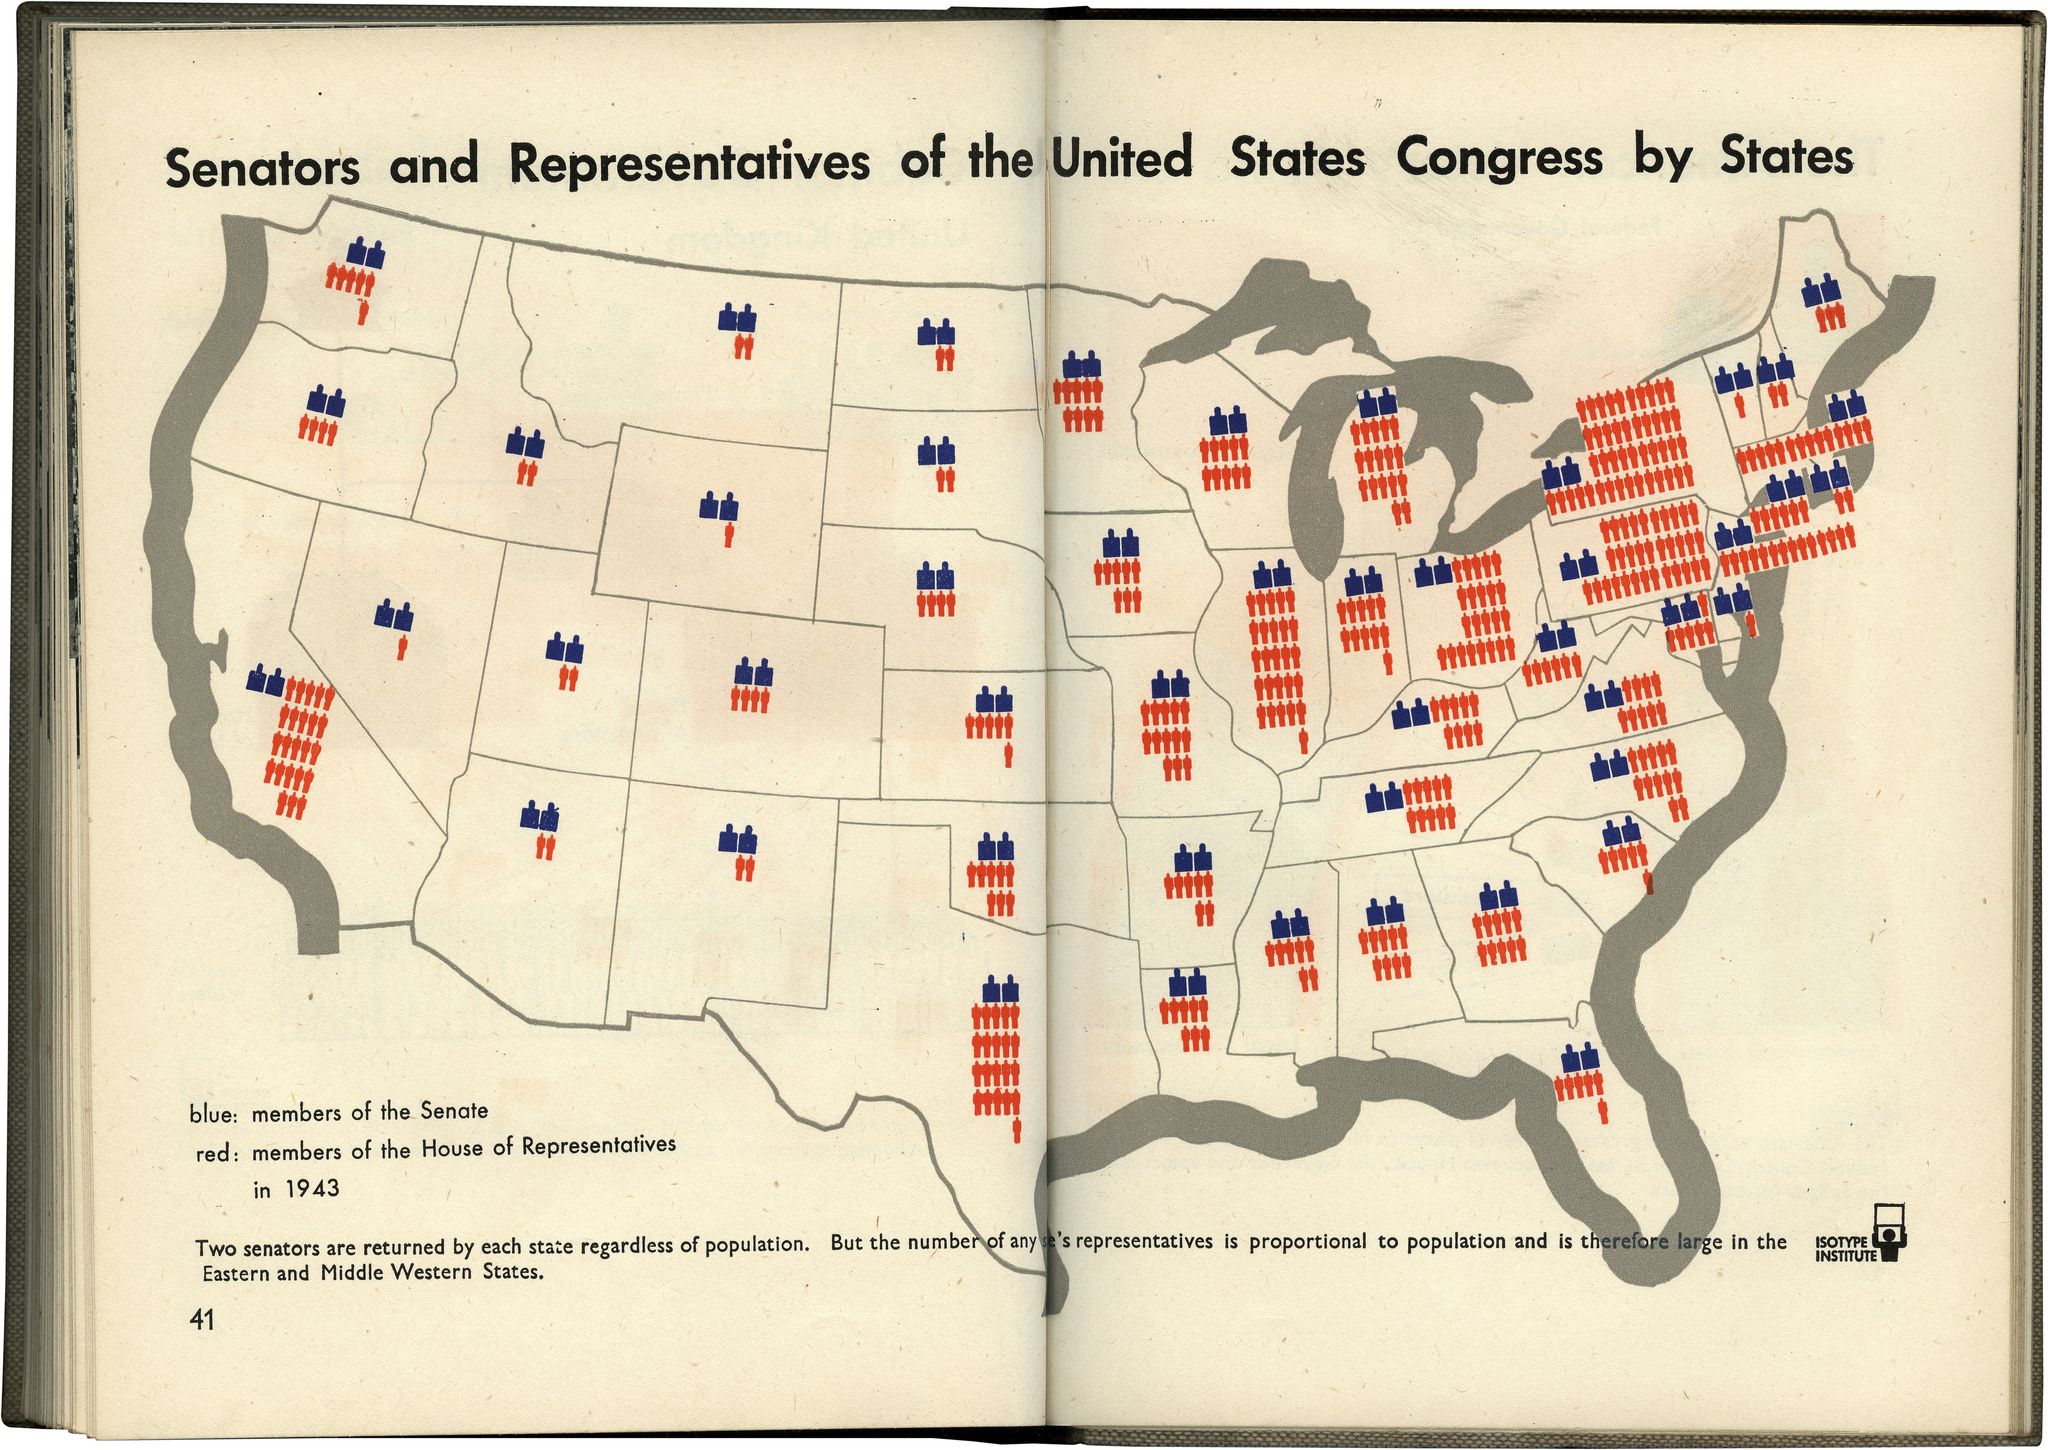 Senators and Representatives of the United States Congress by States
blue: members of the Senate
red: members of the House of Representatives
in 1943
Two senators are returned by each state regardless of population. But the number of any se's representatives is proportional to population and is therefore large in the
Eastern and Middle Western States.
ISOTYPE
INSTITUTE
41